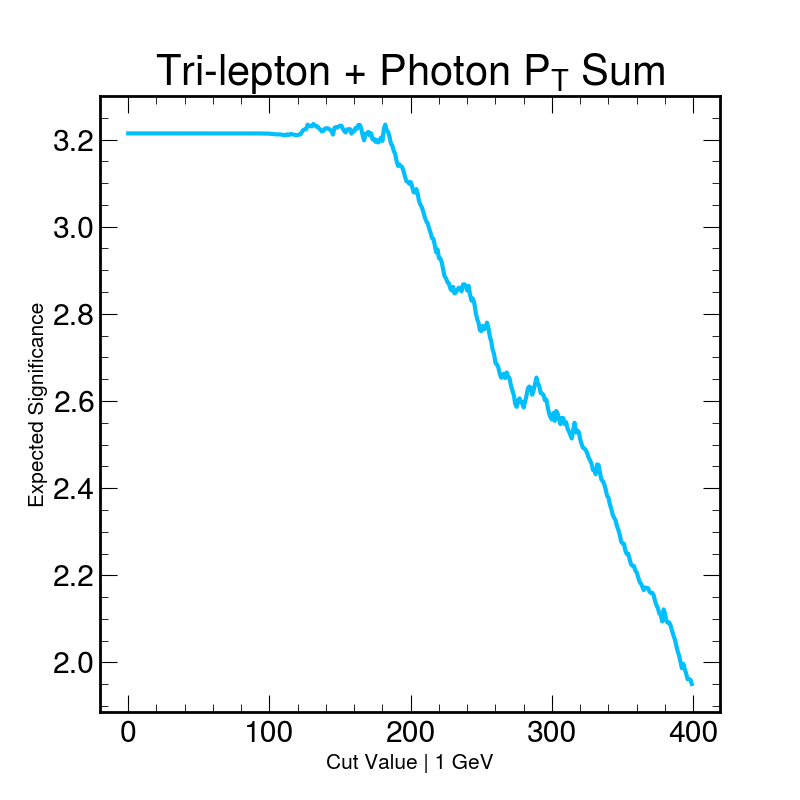 Tri-lepton + Photon P_T Sum
3.2
3.0
2.8
2.6
2.4
2.2
2.0
Expected Significance
0 100 200 300 400
Cut Value | 1 GeV